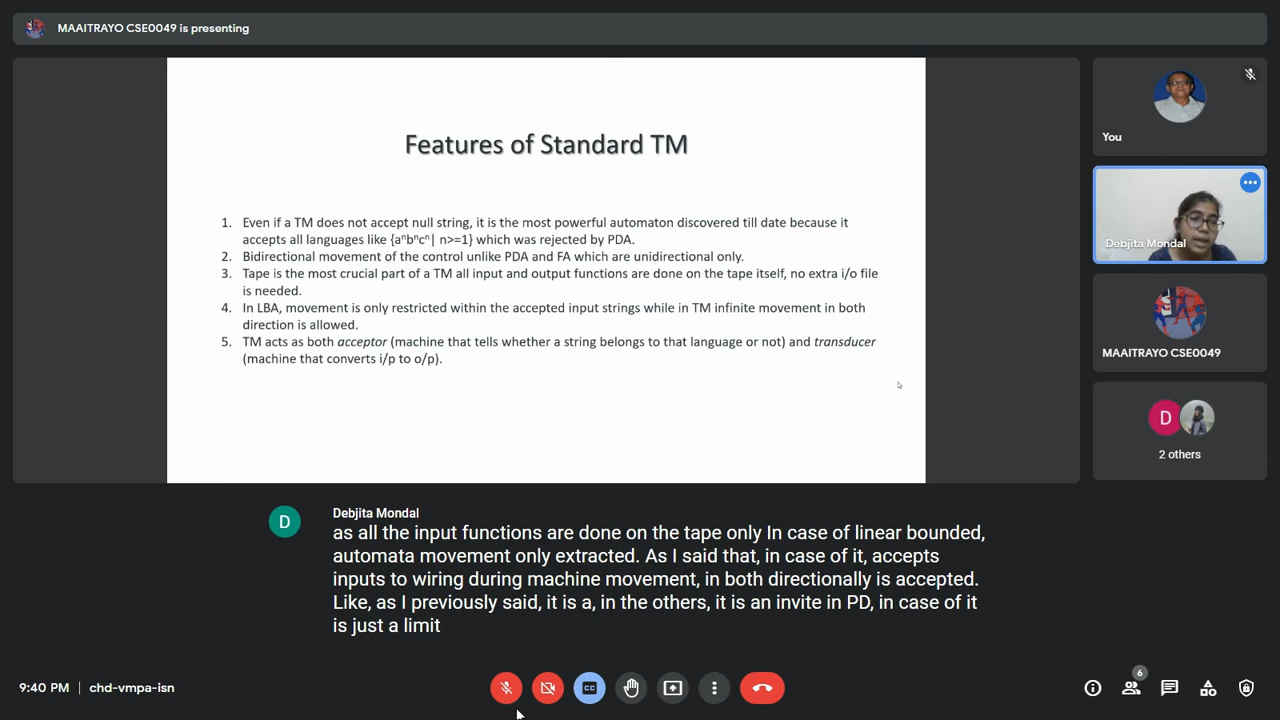 MAAITRAYO CSE0049 is presenting
Features of Standard TM
1. Even if a TM does not accept null string, it is the most powerful automaton discovered till date because it
accepts all languages like {aⁿbⁿcⁿ| n>=1} which was rejected by PDA.
2. Bidirectional movement of the control unlike PDA and FA which are unidirectional only.
3. Tape is the most crucial part of a TM all input and output functions are done on the tape itself, no extra i/o file
is needed.
4. In LBA, movement is only restricted within the accepted input strings while in TM infinite movement in both
direction is allowed.
5. TM acts as both acceptor (machine that tells whether a string belongs to that language or not) and transducer
(machine that converts i/p to o/p).
You
Debjita Mondal
MAAITRAYO CSE0049
D
2 others
D
Debjita Mondal
as all the input functions are done on the tape only In case of linear bounded,
automata movement only extracted. As I said that, in case of it, accepts
inputs to wiring during machine movement, in both directionally is accepted.
Like, as I previously said, it is a, in the others, it is an invite in PD, in case of it
is just a limit
9:40 PM | chd-vmpa-isn
CC
6